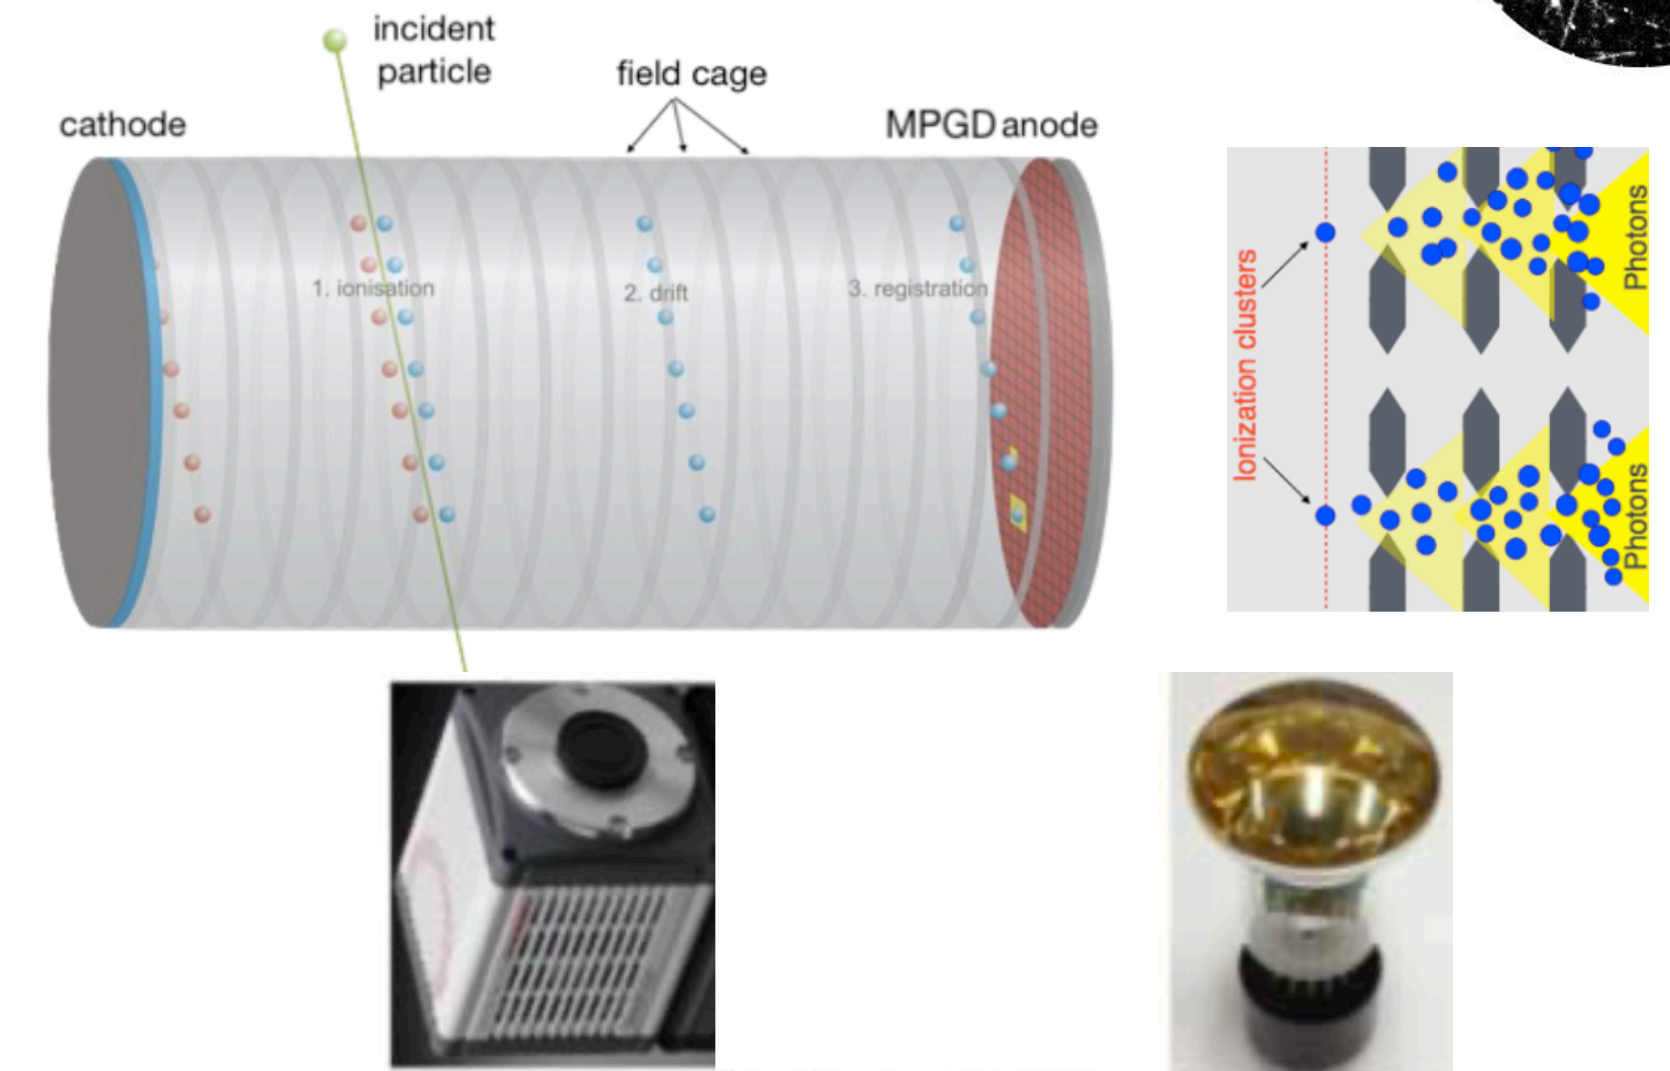 incident
particle
field cage
cathode
MPGD anode
1. ionisation
2. drift
3. registration
Ionization clusters
Photons
Photons